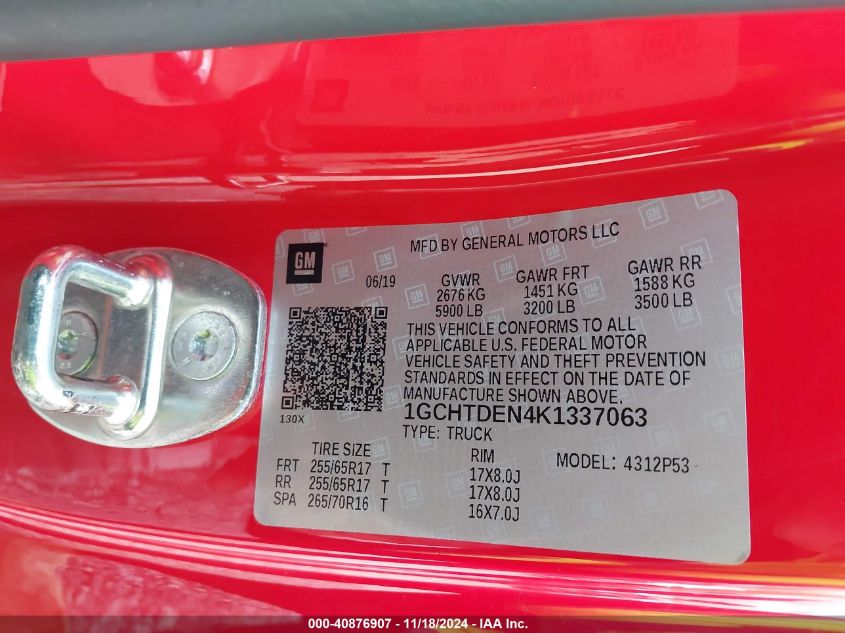 GM
MFD BY GENERAL MOTORS LLC
06/19
GVWR
2676 KG
5900 LB
GAWR FRT
1451 KG
3200 LB
GAWR RR
1588 KG
3500 LB
THIS VEHICLE CONFORMS TO ALL
APPLICABLE U.S. FEDERAL MOTOR
VEHICLE SAFETY AND THEFT PREVENTION
STANDARDS IN EFFECT ON THE DATE OF
MANUFACTURE SHOWN ABOVE.
130X
1GCHTDEN4K1337063
TYPE: TRUCK
TIRE SIZE
RIM
MODEL: 4312P53
FRT 255/65R17 T 17X8.0J
RR 255/65R17 T 17X8.0J
SPA 265/70R16 T 16X7.0J
000-40876907 - 11/18/2024 - IAA Inc.